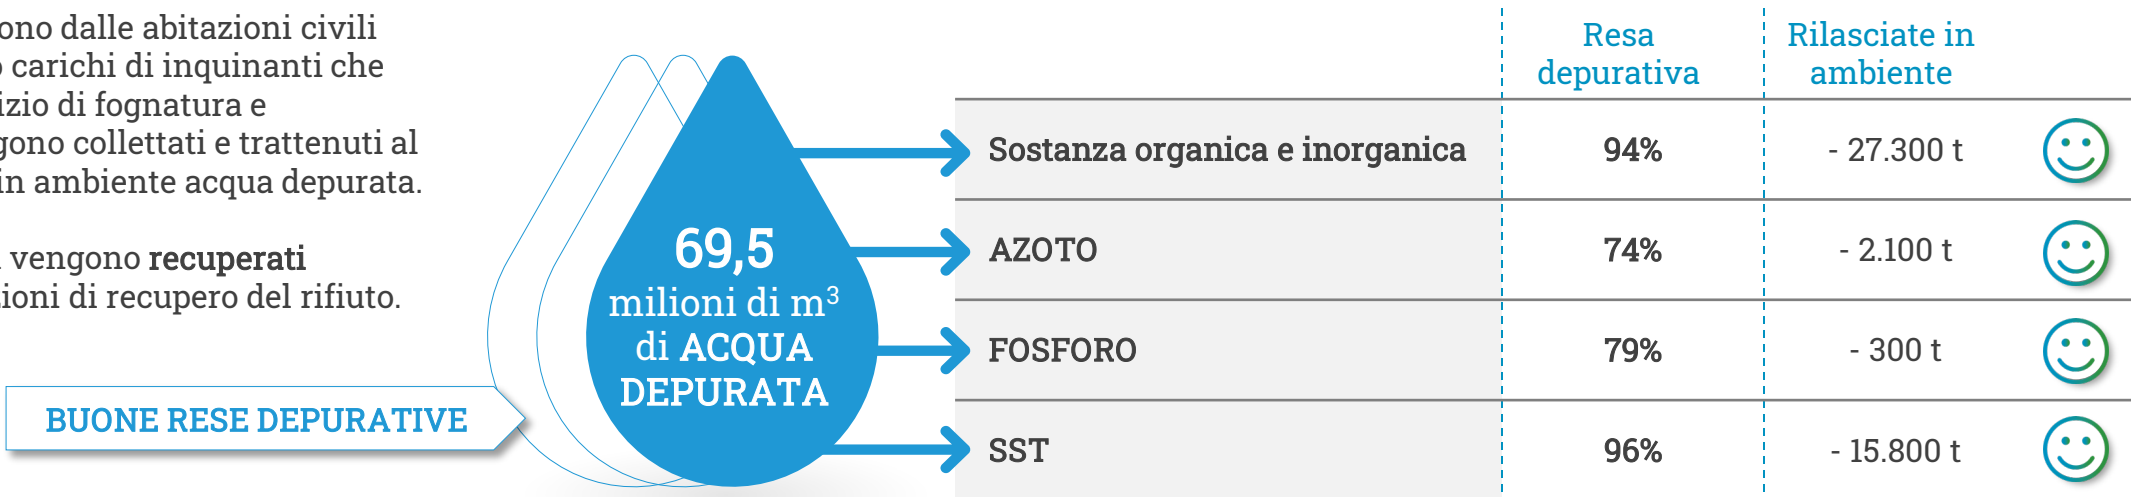 ono dalle abitazioni civili
carichi di inquinanti che
izio di fognatura e
gono collettati e trattenuti al
in ambiente acqua depurata.
vengono recuperati
zioni di recupero del rifiuto.
BUONE RESE DEPURATIVE
69,5
milioni di m³
di ACQUA
DEPURATA
Resa
depurativa
Rilasciate in
ambiente
Sostanza organica e inorganica 94% - 27.300 t
AZOTO 74% - 2.100 t
FOSFORO 79% - 300 t
SST 96% - 15.800 t